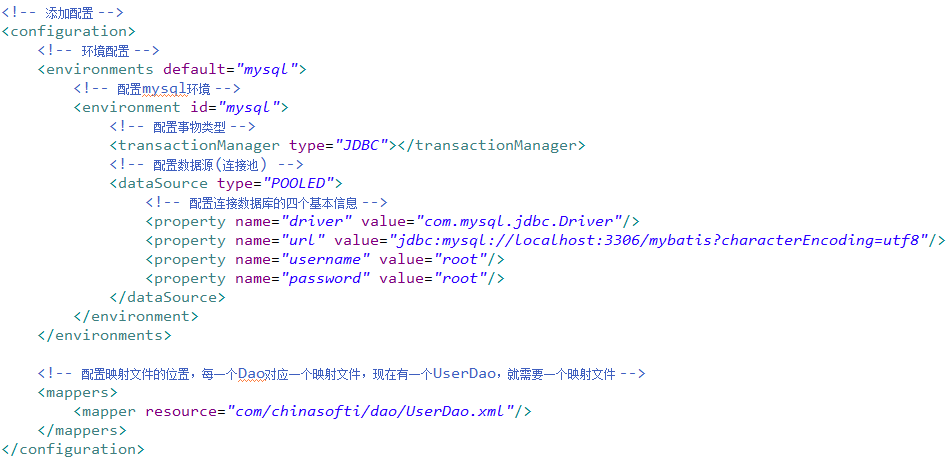 <!-- 添加配置 -->
<configuration>
    <!-- 环境配置 -->
    <environments default="mysql">
        <!-- 配置mysql环境 -->
        <environment id="mysql">
            <!-- 配置事物类型 -->
            <transactionManager type="JDBC"></transactionManager>
            <!-- 配置数据源(连接池) -->
            <dataSource type="POOLED">
                <!-- 配置连接数据库的四个基本信息 -->
                <property name="driver" value="com.mysql.jdbc.Driver"/>
                <property name="url" value="jdbc:mysql://localhost:3306/mybatis?characterEncoding=utf8"/>
                <property name="username" value="root"/>
                <property name="password" value="root"/>
            </dataSource>
        </environment>
    </environments>

    <!-- 配置映射文件的位置，每一个Dao对应一个映射文件，现在有一个UserDao，就需要一个映射文件 -->
    <mappers>
        <mapper resource="com/chinasofti/dao/UserDao.xml"/>
    </mappers>
</configuration>